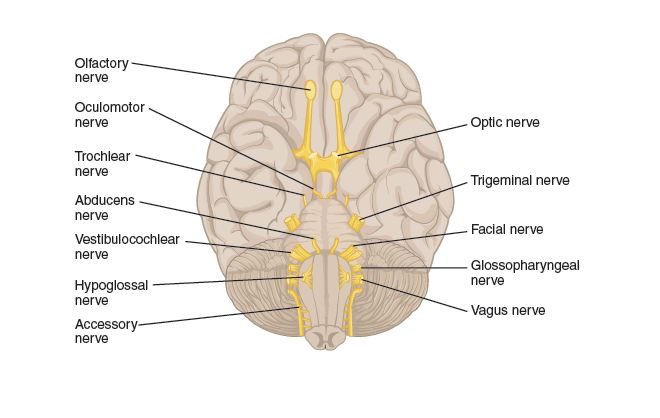 Olfactory
nerve
Oculomotor
nerve
Trochlear
nerve
Abducens
nerve
Vestibulocochlear
nerve
Hypoglossal
nerve
Accessory
nerve
Optic nerve
Trigeminal nerve
Facial nerve
Glossopharyngeal
nerve
Vagus nerve